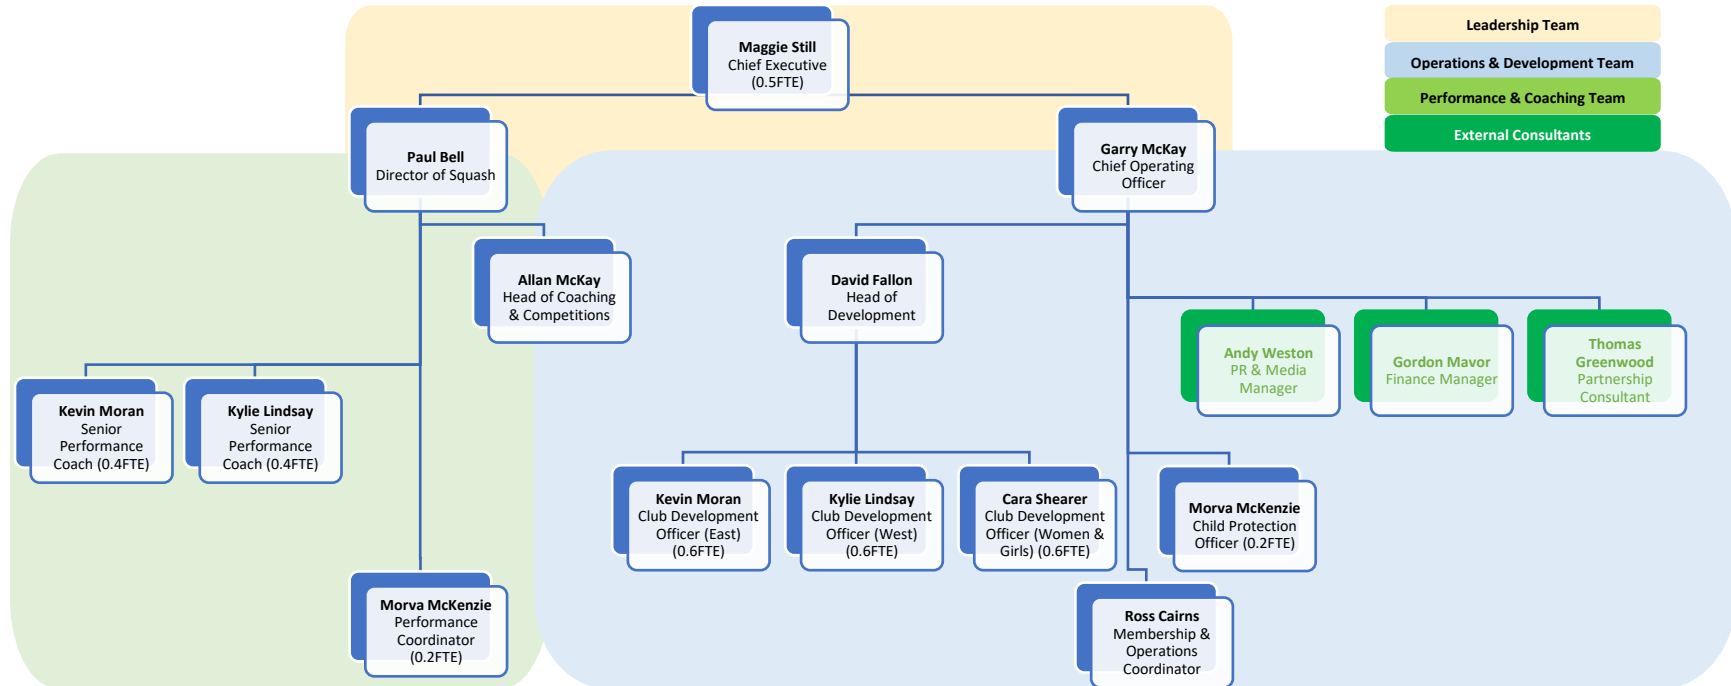 Maggie Still
Chief Executive
(0.5FTE)
Leadership Team
Operations & Development Team
Performance & Coaching Team
External Consultants
Paul Bell
Director of Squash
Garry McKay
Chief Operating
Officer
Allan McKay
Head of Coaching
& Competitions
David Fallon
Head of
Development
Andy Weston
PR & Media
Manager
Gordon Mavor
Finance Manager
Thomas
Greenwood
Partnership
Consultant
Kevin Moran
Senior
Performance
Coach (0.4FTE)
Kylie Lindsay
Senior
Performance
Coach (0.4FTE)
Kevin Moran
Club Development
Officer (East)
(0.6FTE)
Kylie Lindsay
Club Development
Officer (West)
(0.6FTE)
Cara Shearer
Club Development
Officer (Women &
Girls) (0.6FTE)
Morva McKenzie
Child Protection
Officer (0.2FTE)
Morva McKenzie
Performance
Coordinator
(0.2FTE)
Ross Cairns
Membership &
Operations
Coordinator